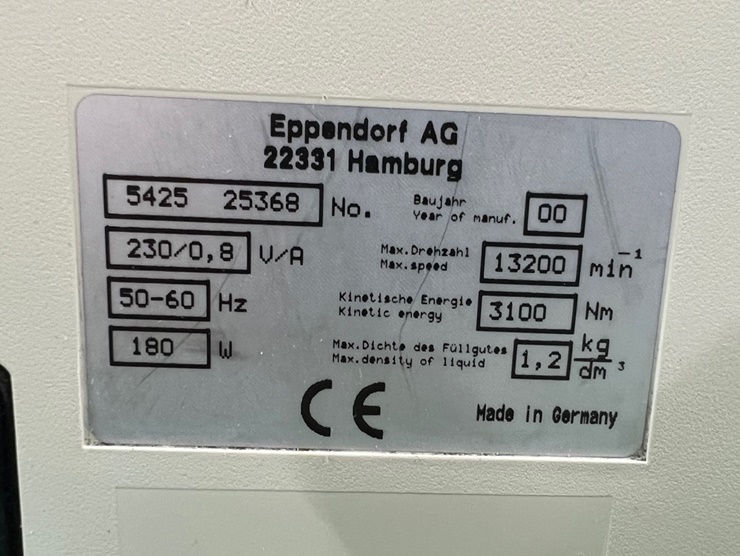 Eppendorf AG
22331 Hamburg
5425 25368 No.
Baujahr
Year of manuf. 00
230/0,8 V/A
Max.Drehzahl
Max.speed 13200 min⁻¹
50-60 Hz
Kinetische Energie
Kinetic energy 3100 Nm
180 W
Max.Dichte des Füllgutes
Max.density of liquid 1,2 kg/dm³
CE
Made in Germany